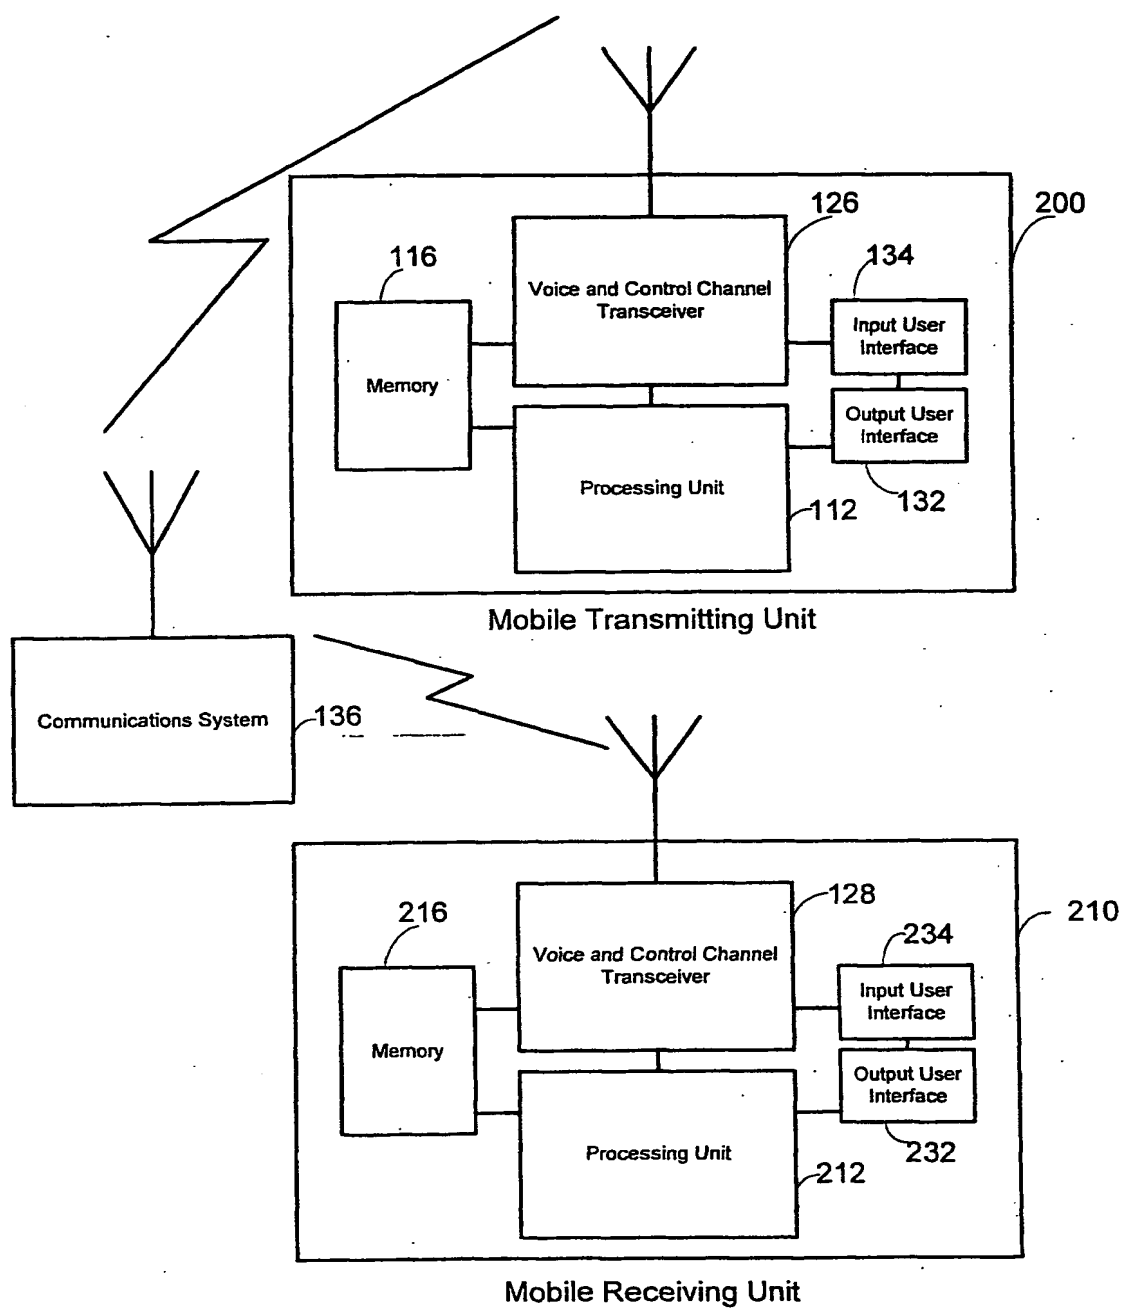 126
200
116
134
Voice and Control Channel
Transceiver
Input User
Interface
Memory
Output User
Interface
Processing Unit
132
112
Mobile Transmitting Unit
Communications System
136
128
210
216
234
Voice and Control Channel
Transceiver
Input User
Interface
Memory
Output User
Interface
Processing Unit
232
212
Mobile Receiving Unit